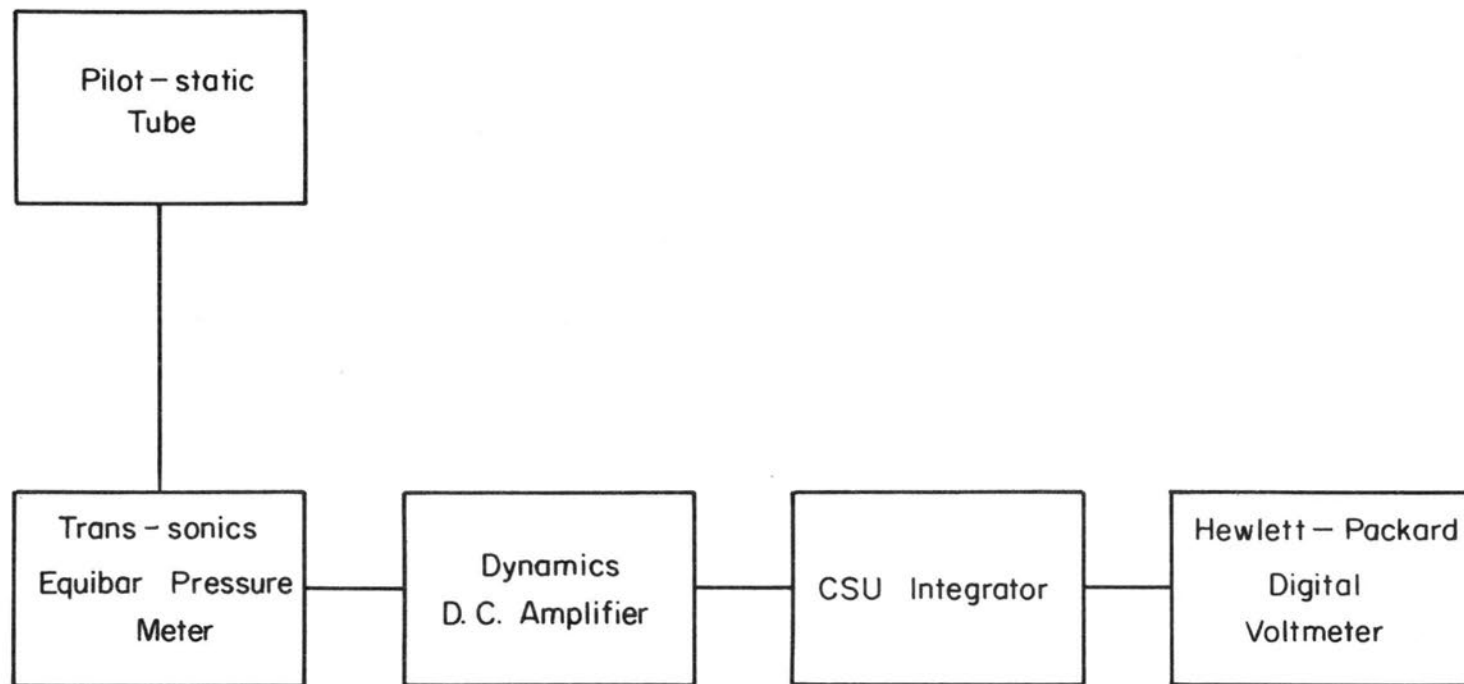 Pilot-static
Tube
Trans-sonics
Equibar Pressure
Meter
Dynamics
D.C. Amplifier
CSU Integrator
Hewlett-Packard
Digital
Voltmeter